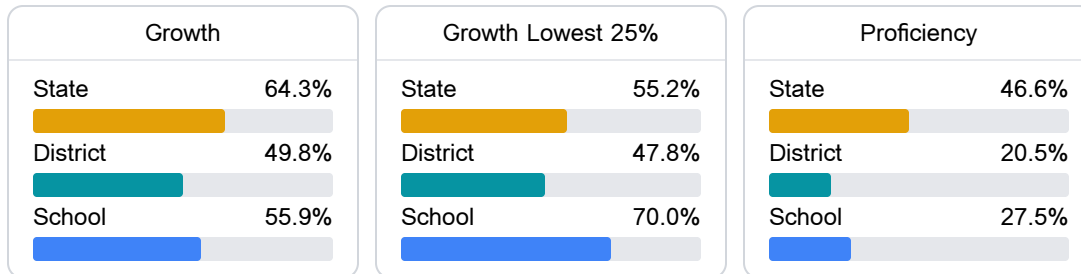 Growth
State 64.3%
District 49.8%
School 55.9%
Growth Lowest 25%
State 55.2%
District 47.8%
School 70.0%
Proficiency
State 46.6%
District 20.5%
School 27.5%